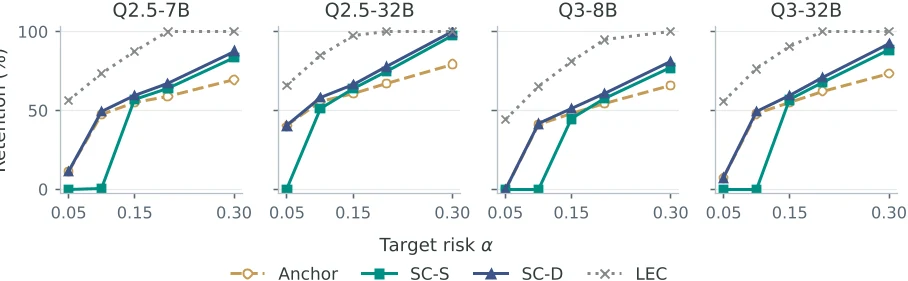 Q2.5-7B Q2.5-32B Q3-8B Q3-32B
100
50
0
0.05 0.15 0.30 0.05 0.15 0.30 0.05 0.15 0.30 0.05 0.15 0.30
Target risk α
Anchor SC-S SC-D LEC